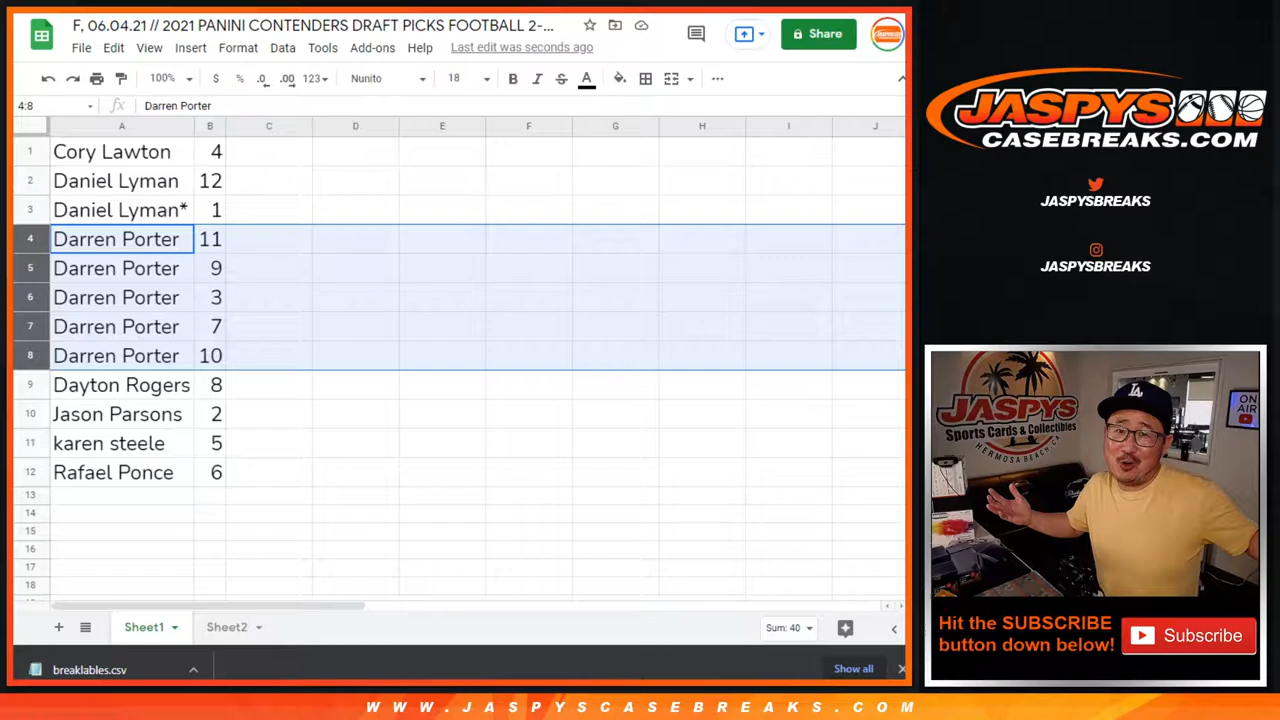 F, 06.04.21 // 2021 PANINI CONTENDERS DRAFT PICKS FOOTBALL 2-...
File Edit View Insert Format Data Tools Add-ons Help Last edit was seconds ago
Share
100% $ % .0 .00 123 Nunito 18 B I S A
4:8 fx Darren Porter
A B C D E F G H I J
1 Cory Lawton 4
2 Daniel Lyman 12
3 Daniel Lyman* 1
4 Darren Porter 11
5 Darren Porter 9
6 Darren Porter 3
7 Darren Porter 7
8 Darren Porter 10
9 Dayton Rogers 8
10 Jason Parsons 2
11 karen steele 5
12 Rafael Ponce 6
13
14
15
16
17
18
Sheet1 Sheet2 Sum: 40
breaklables.csv Show all
JASPYS
CASEBREAKS.COM
JASPYSBREAKS
JASPYSBREAKS
JASPYS
Sports Cards & Collectibles
HERMOSA BEACH, CA
LA
ON
AIR
Hit the SUBSCRIBE
button down below!
Subscribe
WWW.JASPYSCASEBREAKS.COM